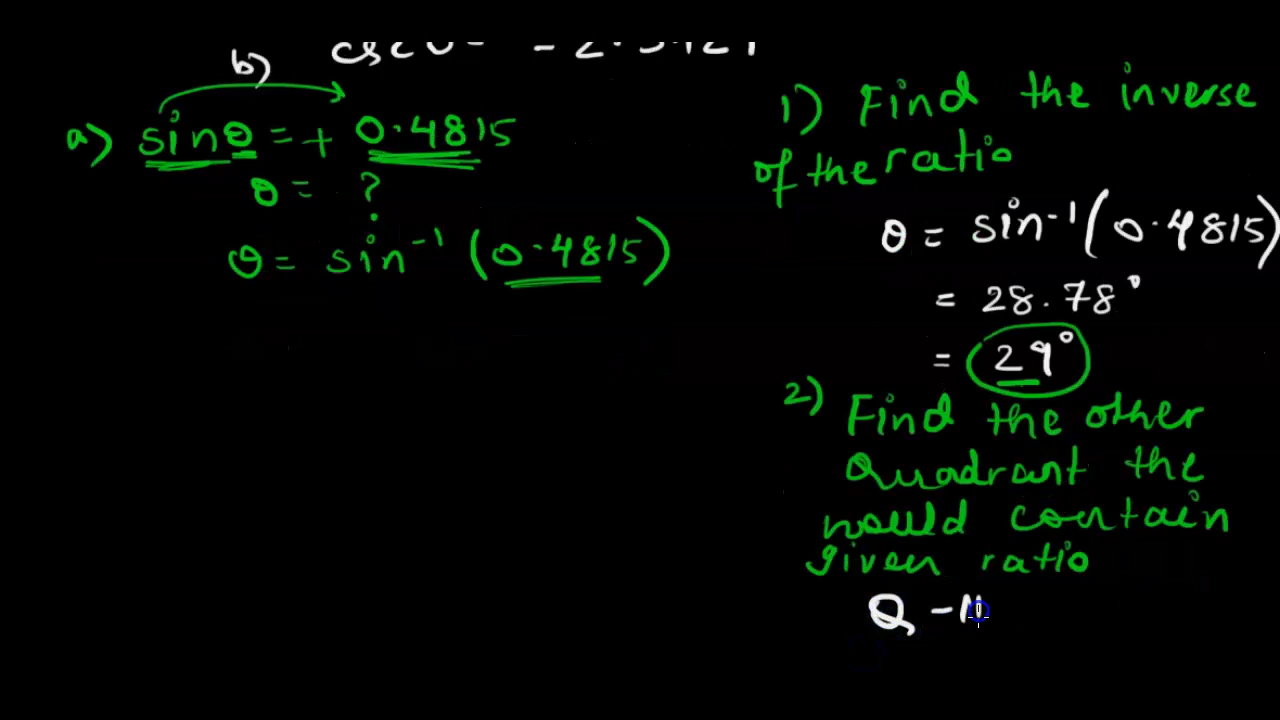 b)
a) sinθ = + 0.4815
θ = ?
θ = sin⁻¹ (0.4815)
1) Find the inverse
of the ratio
θ = sin⁻¹(0.4815)
= 28.78°
= 29°
2) Find the other
Quadrant the
would contain
given ratio
Q - II